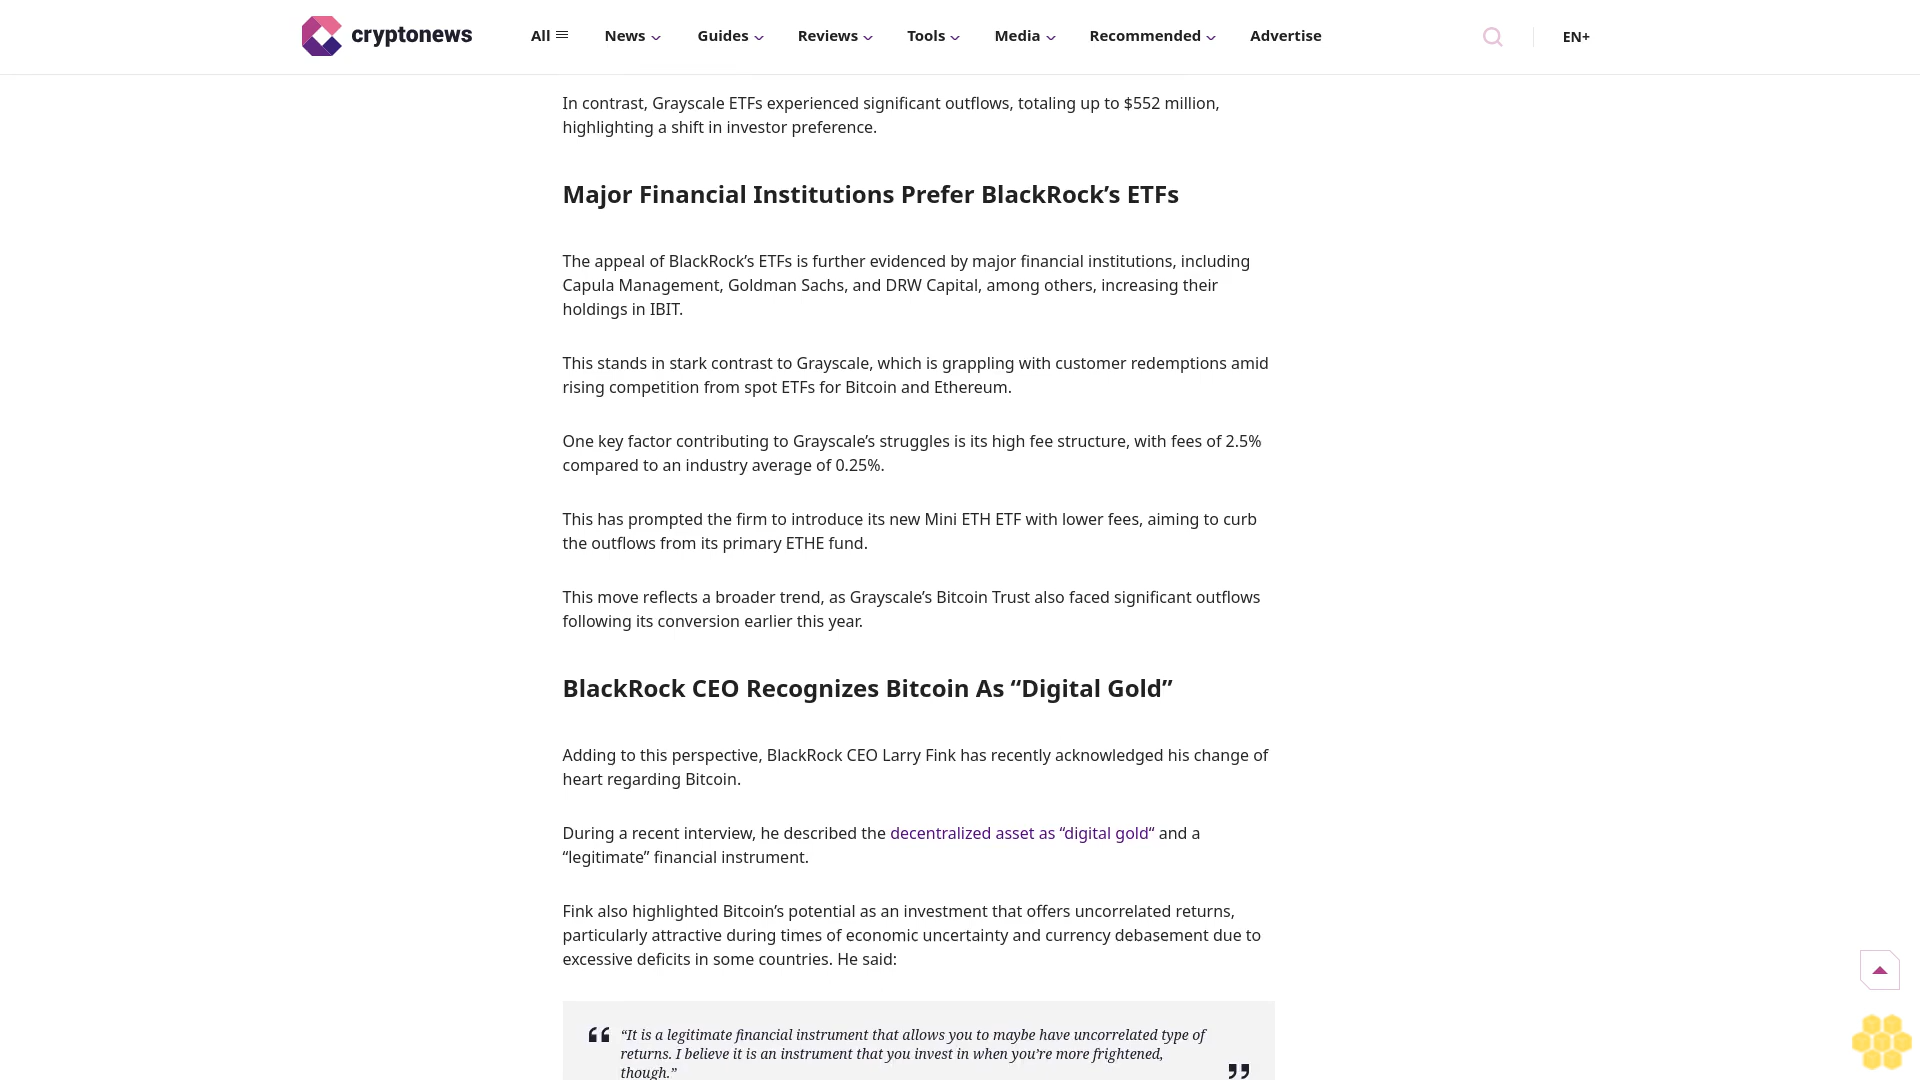 cryptonews
All News Guides Reviews Tools Media Recommended Advertise EN+
In contrast, Grayscale ETFs experienced significant outflows, totaling up to $552 million,
highlighting a shift in investor preference.
Major Financial Institutions Prefer BlackRock’s ETFs
The appeal of BlackRock’s ETFs is further evidenced by major financial institutions, including
Capula Management, Goldman Sachs, and DRW Capital, among others, increasing their
holdings in IBIT.
This stands in stark contrast to Grayscale, which is grappling with customer redemptions amid
rising competition from spot ETFs for Bitcoin and Ethereum.
One key factor contributing to Grayscale’s struggles is its high fee structure, with fees of 2.5%
compared to an industry average of 0.25%.
This has prompted the firm to introduce its new Mini ETH ETF with lower fees, aiming to curb
the outflows from its primary ETHE fund.
This move reflects a broader trend, as Grayscale’s Bitcoin Trust also faced significant outflows
following its conversion earlier this year.
BlackRock CEO Recognizes Bitcoin As “Digital Gold”
Adding to this perspective, BlackRock CEO Larry Fink has recently acknowledged his change of
heart regarding Bitcoin.
During a recent interview, he described the decentralized asset as “digital gold“ and a
“legitimate” financial instrument.
Fink also highlighted Bitcoin’s potential as an investment that offers uncorrelated returns,
particularly attractive during times of economic uncertainty and currency debasement due to
excessive deficits in some countries. He said:
“It is a legitimate financial instrument that allows you to maybe have uncorrelated type of
returns. I believe it is an instrument that you invest in when you’re more frightened,
though.”